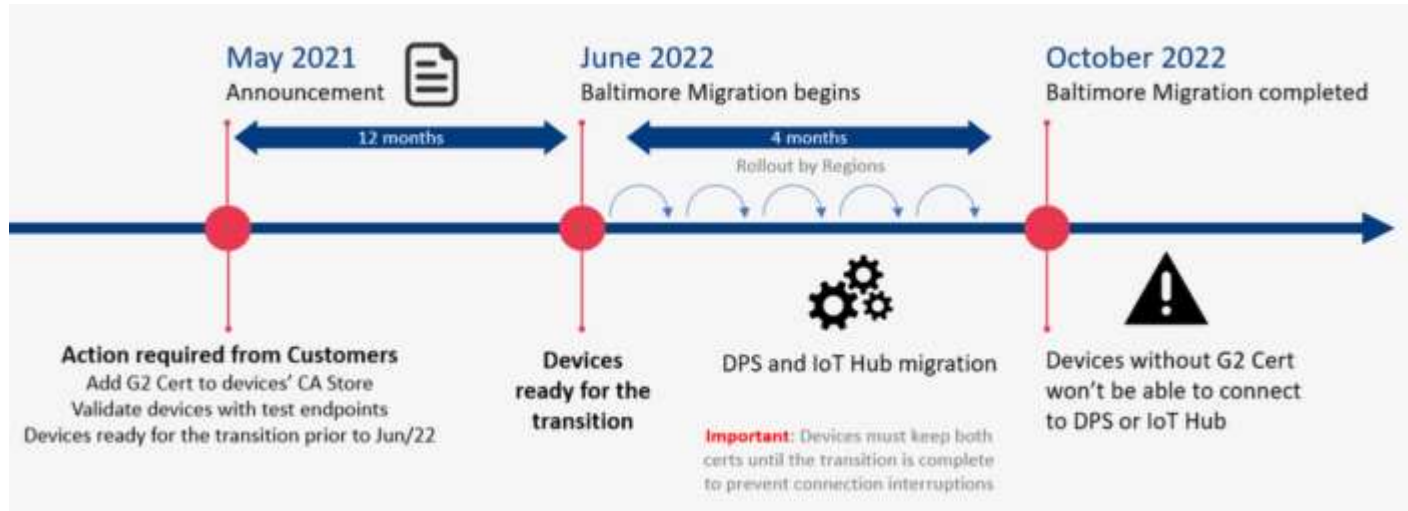 May 2021
Announcement
June 2022
Baltimore Migration begins
October 2022
Baltimore Migration completed
12 months
4 months
Rollout by Regions
Action required from Customers
Add G2 Cert to devices' CA Store
Validate devices with test endpoints
Devices ready for the transition prior to Jun/22
Devices
ready for the
transition
DPS and IoT Hub migration
Important: Devices must keep both
certs until the transition is complete
to prevent connection interruptions
Devices without G2 Cert
won't be able to connect
to DPS or IoT Hub